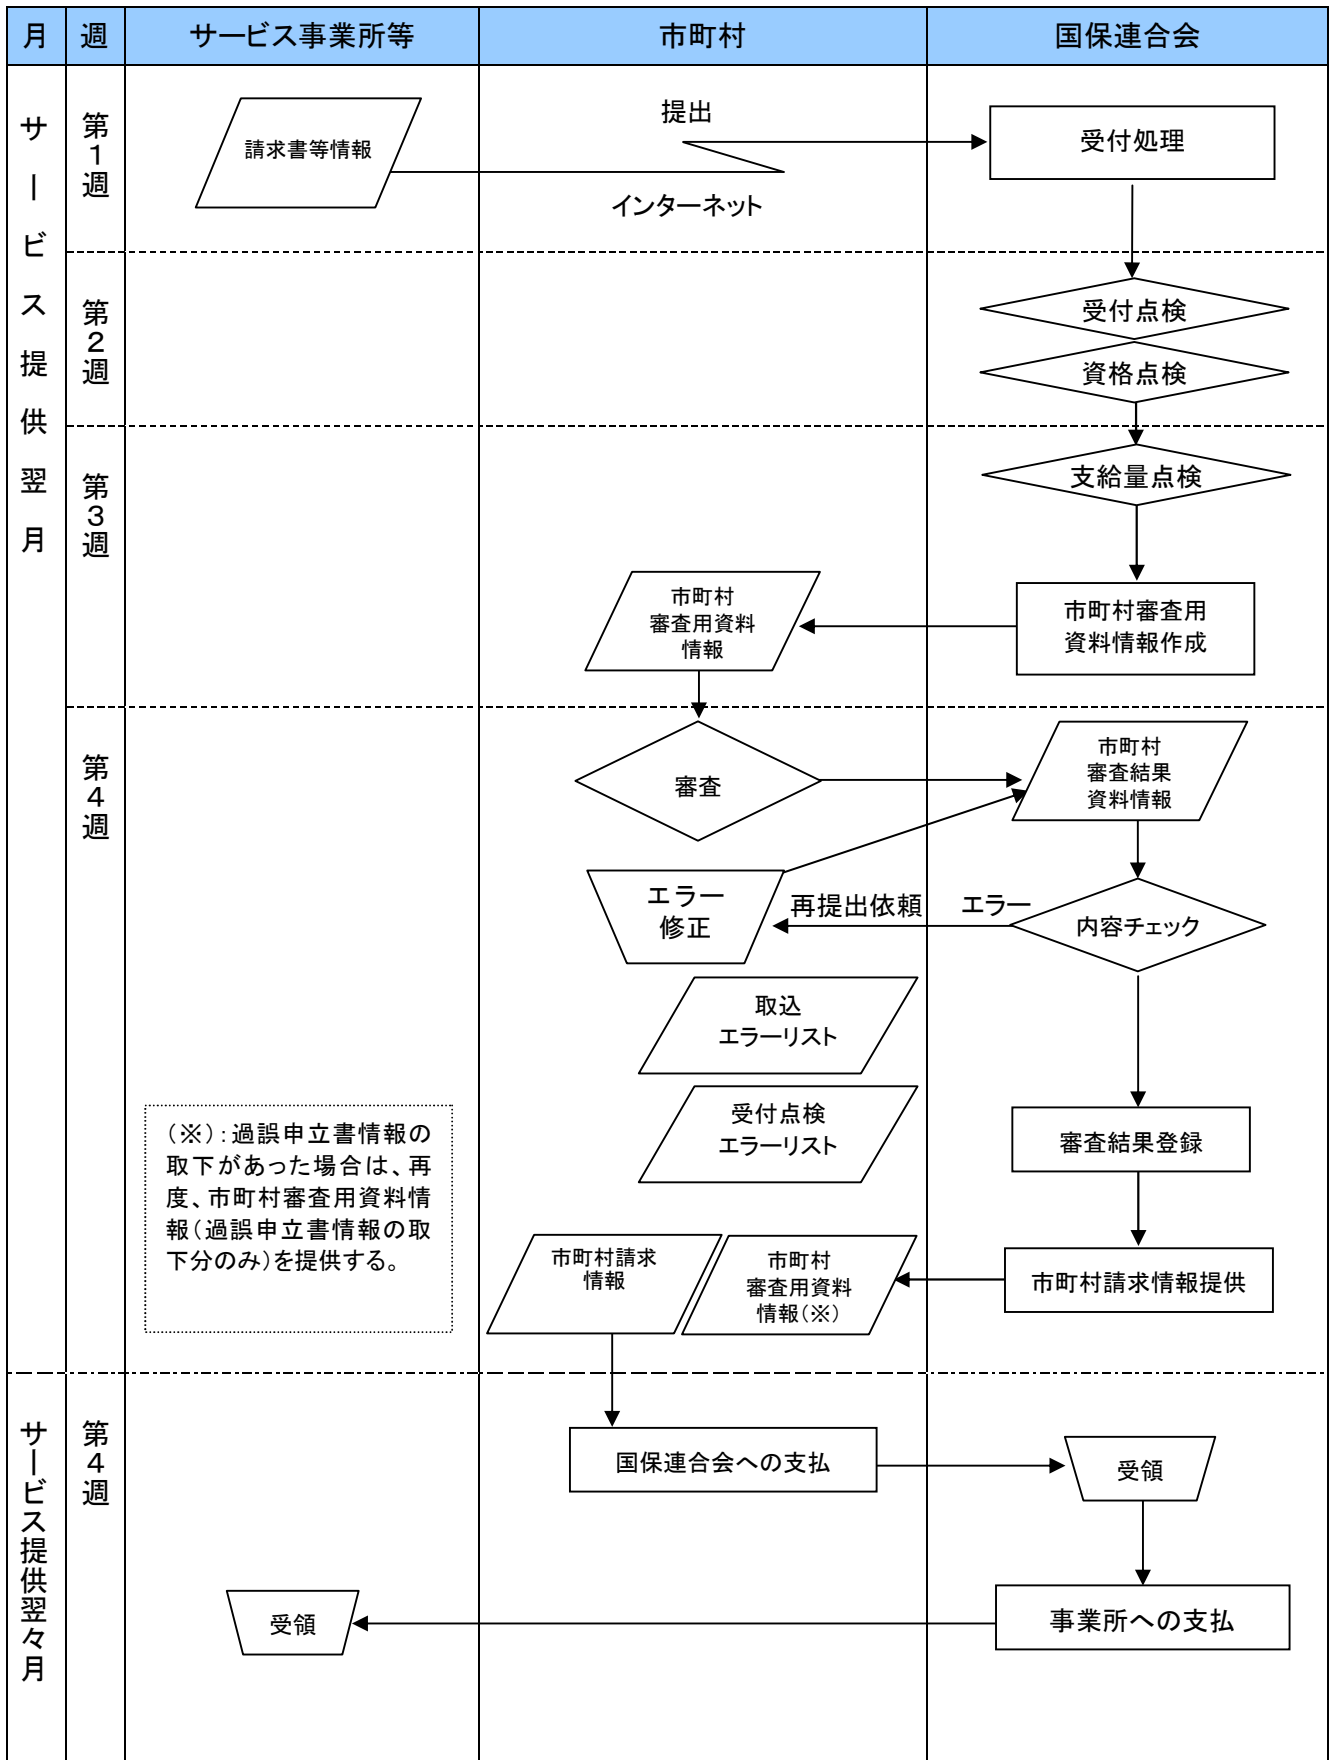 月
週
サービス事業所等
市町村
国保連合会
サービス提供翌月
第1週
請求書等情報
提出
インターネット
受付処理
第2週
受付点検
資格点検
第3週
支給量点検
市町村
審査用資料
情報
市町村審査用
資料情報作成
第4週
審査
市町村
審査結果
資料情報
エラー
修正
再提出依頼
エラー
内容チェック
取込
エラーリスト
受付点検
エラーリスト
審査結果登録
（※）：過誤申立書情報の
取下があった場合は、再
度、市町村審査用資料情
報（過誤申立書情報の取
下分のみ）を提供する。
市町村請求
情報
市町村
審査用資料
情報（※）
市町村請求情報提供
サービス提供翌々月
第4週
国保連合会への支払
受領
受領
事業所への支払